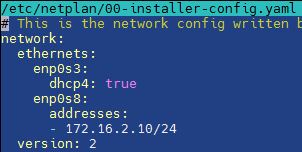 /etc/netplan/00-installer-config.yaml
# This is the network config written b
network:
  ethernets:
    enp0s3:
      dhcp4: true
    enp0s8:
      addresses:
      - 172.16.2.10/24
  version: 2